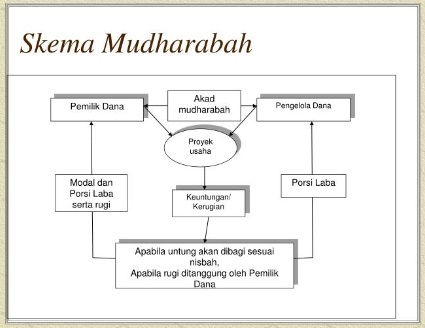 Skema Mudharabah
Pemilik Dana
Akad
mudharabah
Pengelola Dana
Proyek
usaha
Modal dan
Porsi Laba
serta rugi
Keuntungan/
Kerugian
Porsi Laba
Apabila untung akan dibagi sesuai
nisbah,
Apabila rugi ditanggung oleh Pemilik
Dana